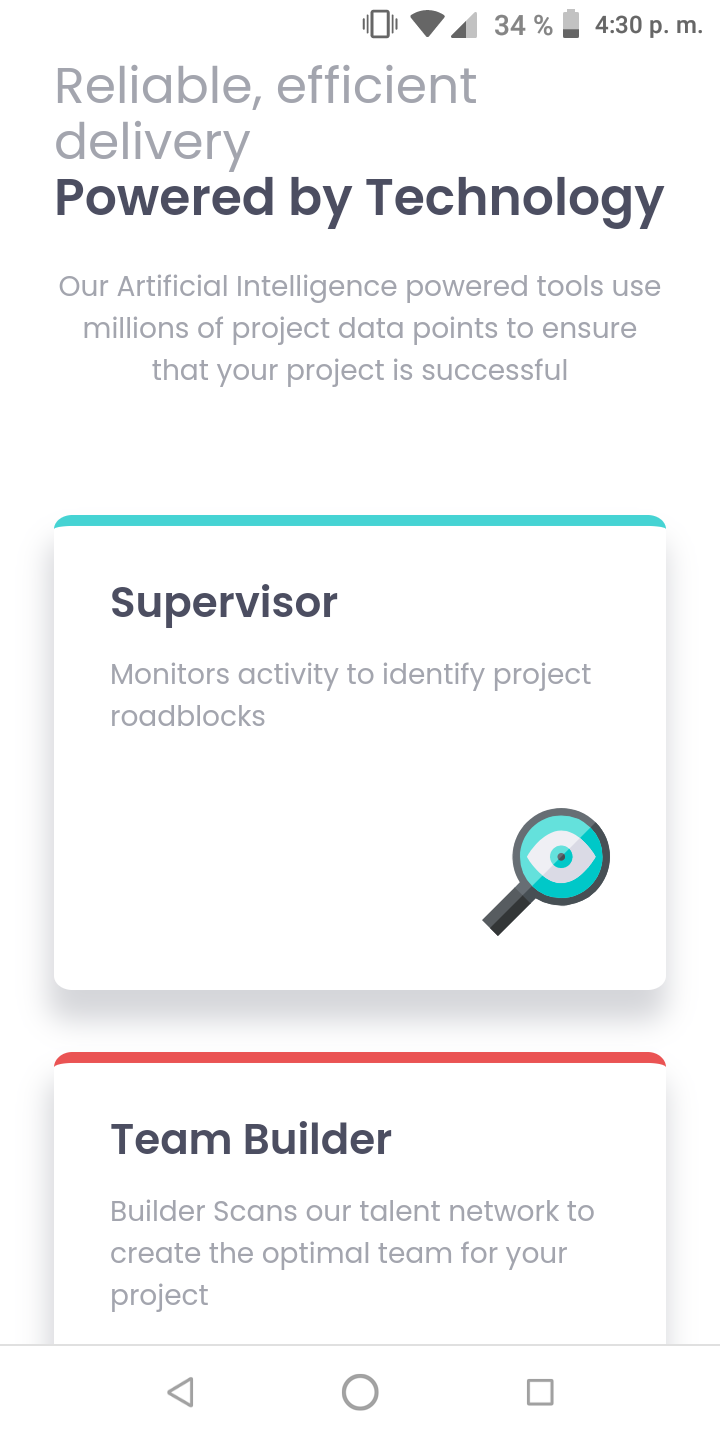 34 % 4:30 p. m.
Reliable, efficient
delivery
Powered by Technology
Our Artificial Intelligence powered tools use
millions of project data points to ensure
that your project is successful
Supervisor
Monitors activity to identify project
roadblocks
Team Builder
Builder Scans our talent network to
create the optimal team for your
project